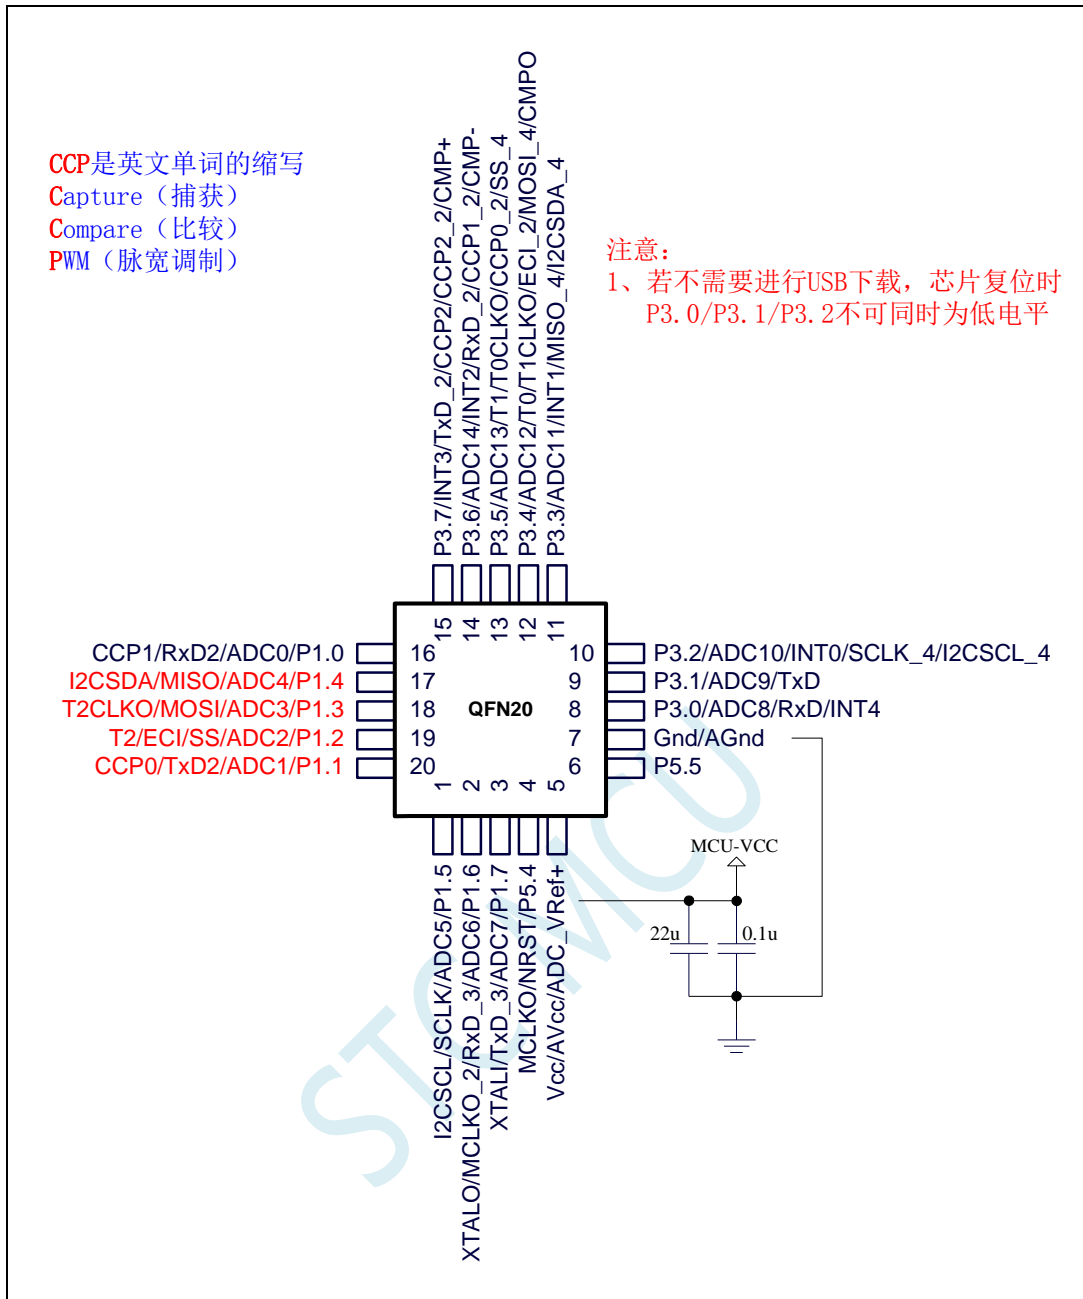 CCP是英文单词的缩写
Capture（捕获）
Compare（比较）
PWM（脉宽调制）
注意：
1、若不需要进行USB下载，芯片复位时
P3.0/P3.1/P3.2不可同时为低电平
P3.7/INT3/TxD_2/CCP2/CCP2_2/CMP+
P3.6/ADC14/INT2/RxD_2/CCP1_2/CMP-
P3.5/ADC13/T1/T0CLKO/CCP0_2/SS_4
P3.4/ADC12/T0/T1CLKO/ECI_2/MOSI_4/CMPO
P3.3/ADC11/INT1/MISO_4/I2CSDA_4
15
14
13
12
11
CCP1/RxD2/ADC0/P1.0
16
I2CSDA/MISO/ADC4/P1.4
17
T2CLKO/MOSI/ADC3/P1.3
18
T2/ECI/SS/ADC2/P1.2
19
CCP0/TxD2/ADC1/P1.1
20
QFN20
10
P3.2/ADC10/INT0/SCLK_4/I2CSCL_4
9
P3.1/ADC9/TxD
8
P3.0/ADC8/RxD/INT4
7
Gnd/AGnd
6
P5.5
1
2
3
4
5
I2CSCL/SCLK/ADC5/P1.5
XTALO/MCLKO_2/RxD_3/ADC6/P1.6
XTALI/TxD_3/ADC7/P1.7
MCLKO/NRST/P5.4
Vcc/AVcc/ADC_VRef+
MCU-VCC
22u
0.1u
STC MCU